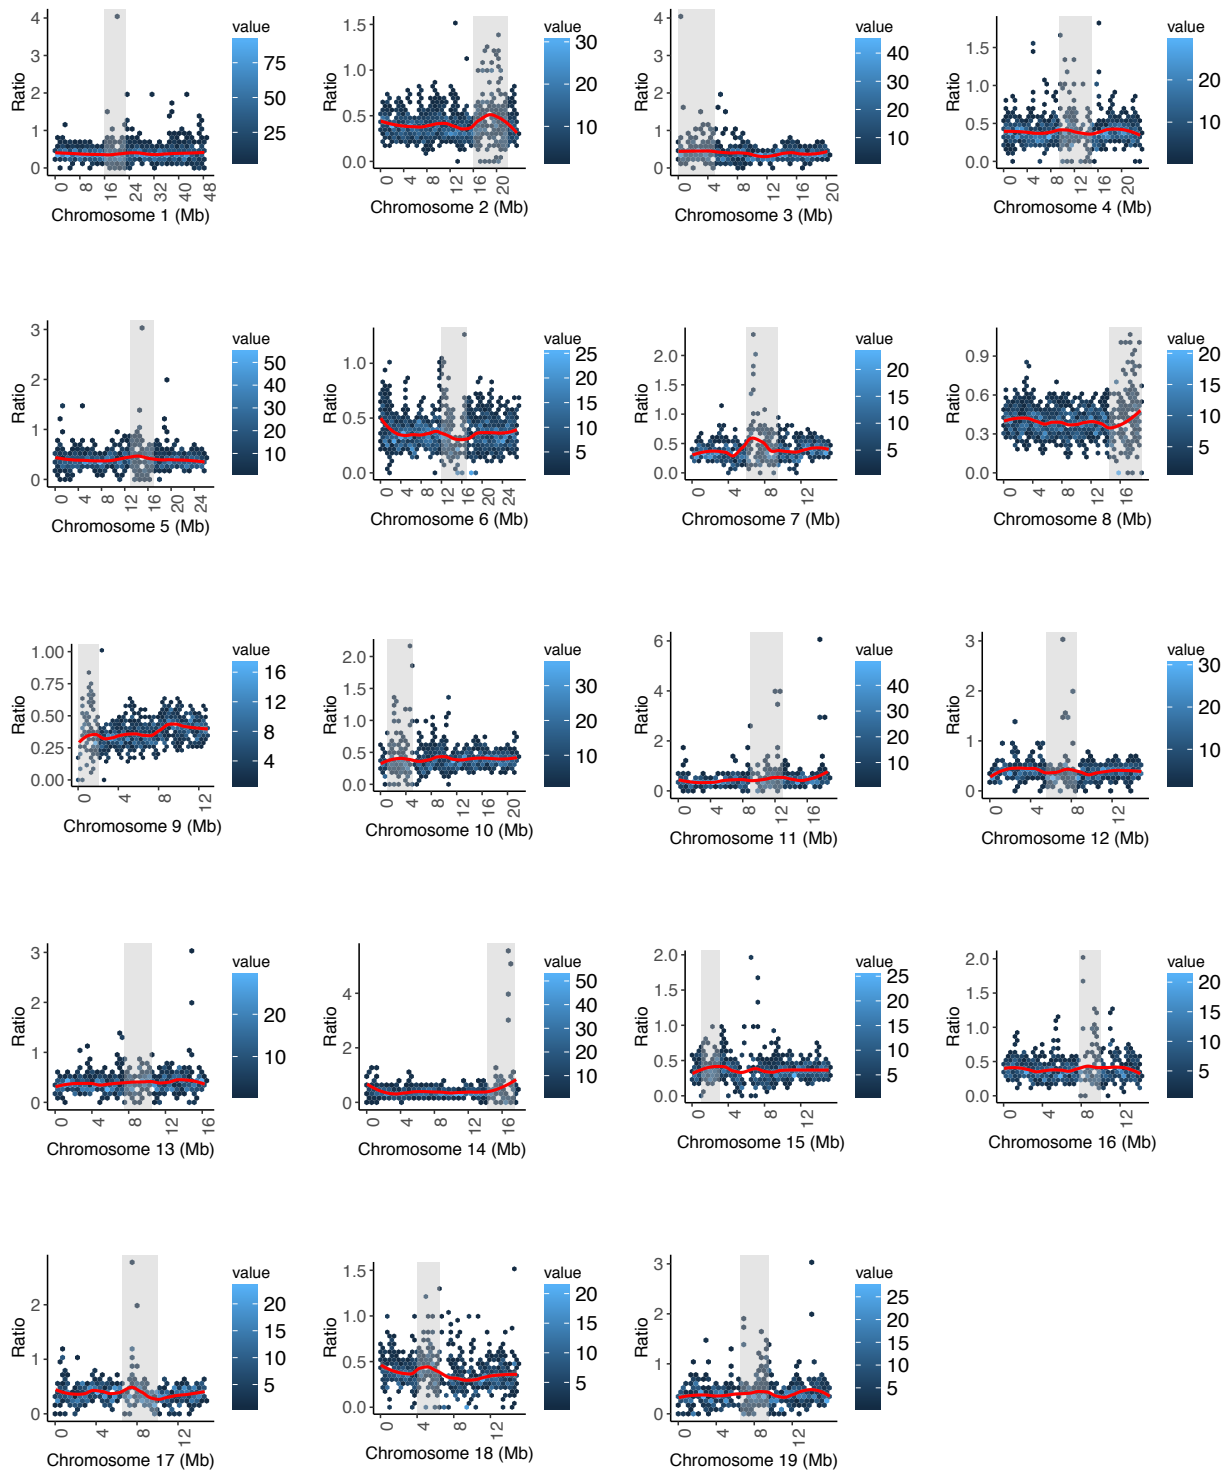 Ratio
4
3
2
1
0
0 8 16 24 32 40 48
Chromosome 1 (Mb)
value
75
50
25
Ratio
1.5
1.0
0.5
0.0
0 4 8 12 16 20
Chromosome 2 (Mb)
value
30
20
10
Ratio
4
3
2
1
0
0 4 8 12 16 20
Chromosome 3 (Mb)
value
40
30
20
10
Ratio
1.5
1.0
0.5
0.0
0 4 8 12 16 20
Chromosome 4 (Mb)
value
20
10
Ratio
3
2
1
0
0 4 8 12 16 20 24
Chromosome 5 (Mb)
value
50
40
30
20
10
Ratio
1.0
0.5
0.0
0 4 8 12 16 20 24
Chromosome 6 (Mb)
value
25
20
15
10
5
Ratio
2.0
1.5
1.0
0.5
0.0
0 4 8 12
Chromosome 7 (Mb)
value
20
15
10
5
Ratio
0.9
0.6
0.3
0.0
0 4 8 12 16
Chromosome 8 (Mb)
value
20
15
10
5
Ratio
1.00
0.75
0.50
0.25
0.00
0 4 8 12
Chromosome 9 (Mb)
value
16
12
8
4
Ratio
2.0
1.5
1.0
0.5
0.0
0 4 8 12 16 20
Chromosome 10 (Mb)
value
30
20
10
Ratio
6
4
2
0
0 4 8 12 16
Chromosome 11 (Mb)
value
40
30
20
10
Ratio
3
2
1
0
0 4 8 12
Chromosome 12 (Mb)
value
30
20
10
Ratio
3
2
1
0
0 4 8 12 16
Chromosome 13 (Mb)
value
20
10
Ratio
4
2
0
0 4 8 12 16
Chromosome 14 (Mb)
value
50
40
30
20
10
Ratio
2.0
1.5
1.0
0.5
0.0
0 4 8 12
Chromosome 15 (Mb)
value
25
20
15
10
5
Ratio
2.0
1.5
1.0
0.5
0.0
0 4 8 12
Chromosome 16 (Mb)
value
20
15
10
5
Ratio
2
1
0
0 4 8 12
Chromosome 17 (Mb)
value
20
15
10
5
Ratio
1.5
1.0
0.5
0.0
0 4 8 12
Chromosome 18 (Mb)
value
20
15
10
5
Ratio
3
2
1
0
0 4 8 12
Chromosome 19 (Mb)
value
25
20
15
10
5
0